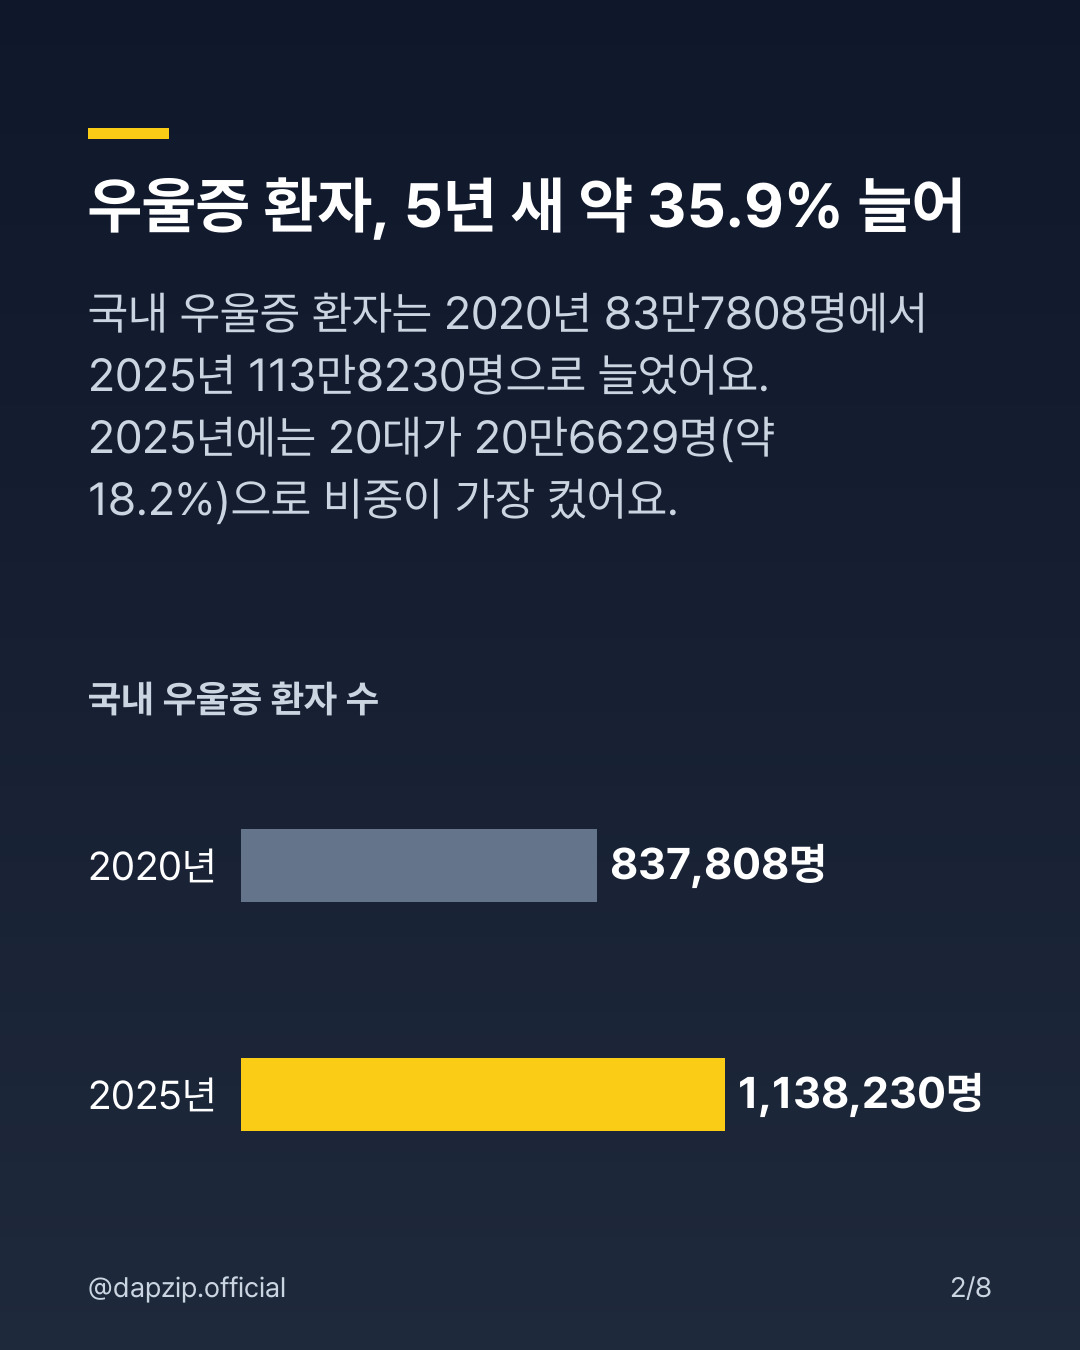 우울증 환자, 5년 새 약 35.9% 늘어
국내 우울증 환자는 2020년 83만7808명에서
2025년 113만8230명으로 늘었어요.
2025년에는 20대가 20만6629명(약
18.2%)으로 비중이 가장 컸어요.
국내 우울증 환자 수
2020년 837,808명
2025년 1,138,230명
@dapzip.official 2/8